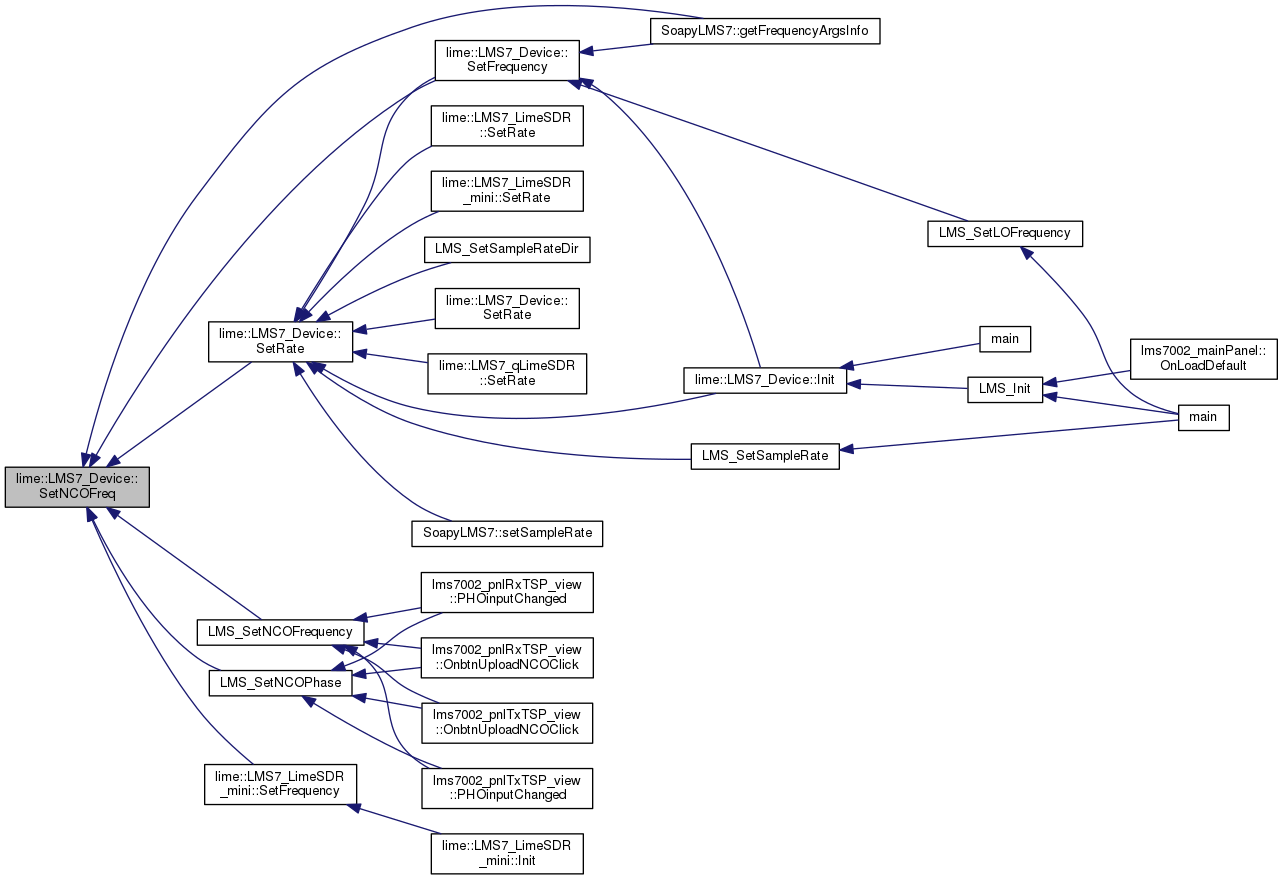 SoapyLMS7::getFrequencyArgsInfo
lime::LMS7_Device::
SetFrequency
lime::LMS7_LimeSDR
::SetRate
lime::LMS7_LimeSDR
_mini::SetRate
LMS_SetLOFrequency
LMS_SetSampleRateDir
lime::LMS7_Device::
SetRate
lime::LMS7_Device::
SetRate
main
lms7002_mainPanel::
OnLoadDefault
lime::LMS7_qLimeSDR
::SetRate
lime::LMS7_Device::Init
LMS_Init
main
LMS_SetSampleRate
lime::LMS7_Device::
SetNCOFreq
SoapyLMS7::setSampleRate
lms7002_pnlRxTSP_view
::PHOinputChanged
LMS_SetNCOFrequency
lms7002_pnlRxTSP_view
::OnbtnUploadNCOClick
LMS_SetNCOPhase
lms7002_pnlTxTSP_view
::OnbtnUploadNCOClick
lime::LMS7_LimeSDR
_mini::SetFrequency
lms7002_pnlTxTSP_view
::PHOinputChanged
lime::LMS7_LimeSDR
_mini::Init